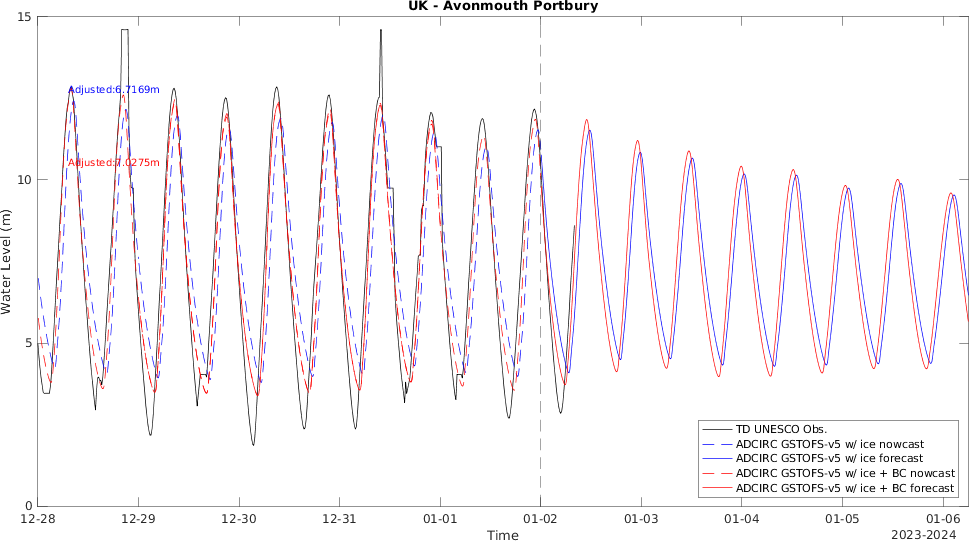 UK - Avonmouth Portbury
15
Adjusted:6.7169m
Adjusted:7.0275m
10
Water Level (m)
5
TD UNESCO Obs.
ADCIRC GSTOFS-v5 w/ ice nowcast
ADCIRC GSTOFS-v5 w/ ice forecast
ADCIRC GSTOFS-v5 w/ ice + BC nowcast
ADCIRC GSTOFS-v5 w/ ice + BC forecast
0
12-28 12-29 12-30 12-31 01-01 01-02 01-03 01-04 01-05 01-06
Time
2023-2024